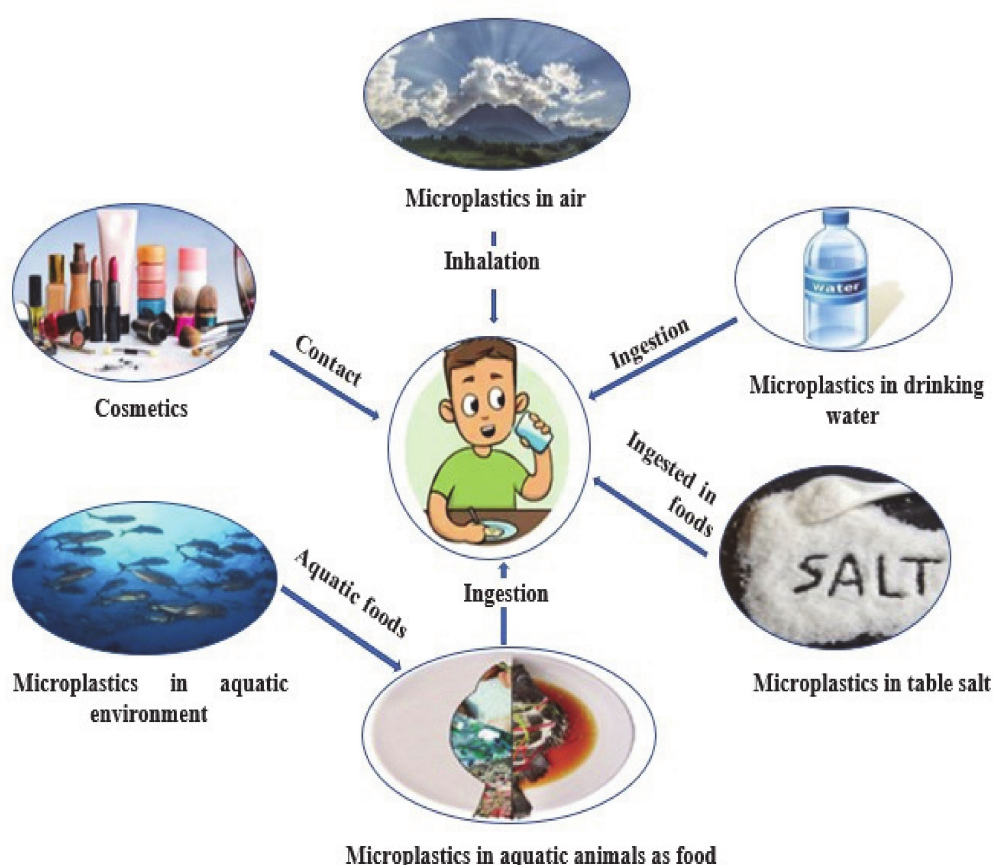 Microplastics in air
Inhalation
water
Ingestion
Contact
Microplastics in drinking
water
Cosmetics
Ingested in
foods
SALT
Aquatic foods
Ingestion
Microplastics in aquatic
environment
Microplastics in table salt
Microplastics in aquatic animals as food